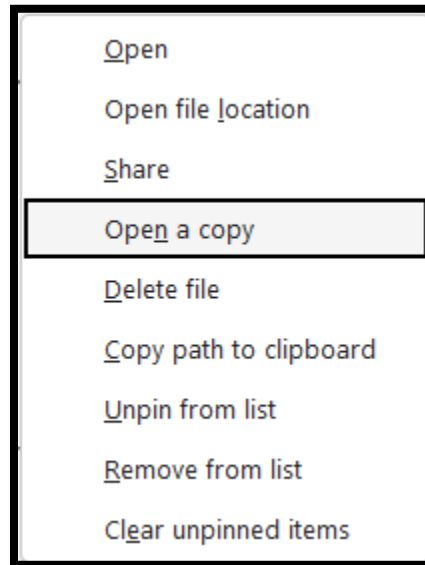 Open
Open file location
Share
Open a copy
Delete file
Copy path to clipboard
Unpin from list
Remove from list
Clear unpinned items